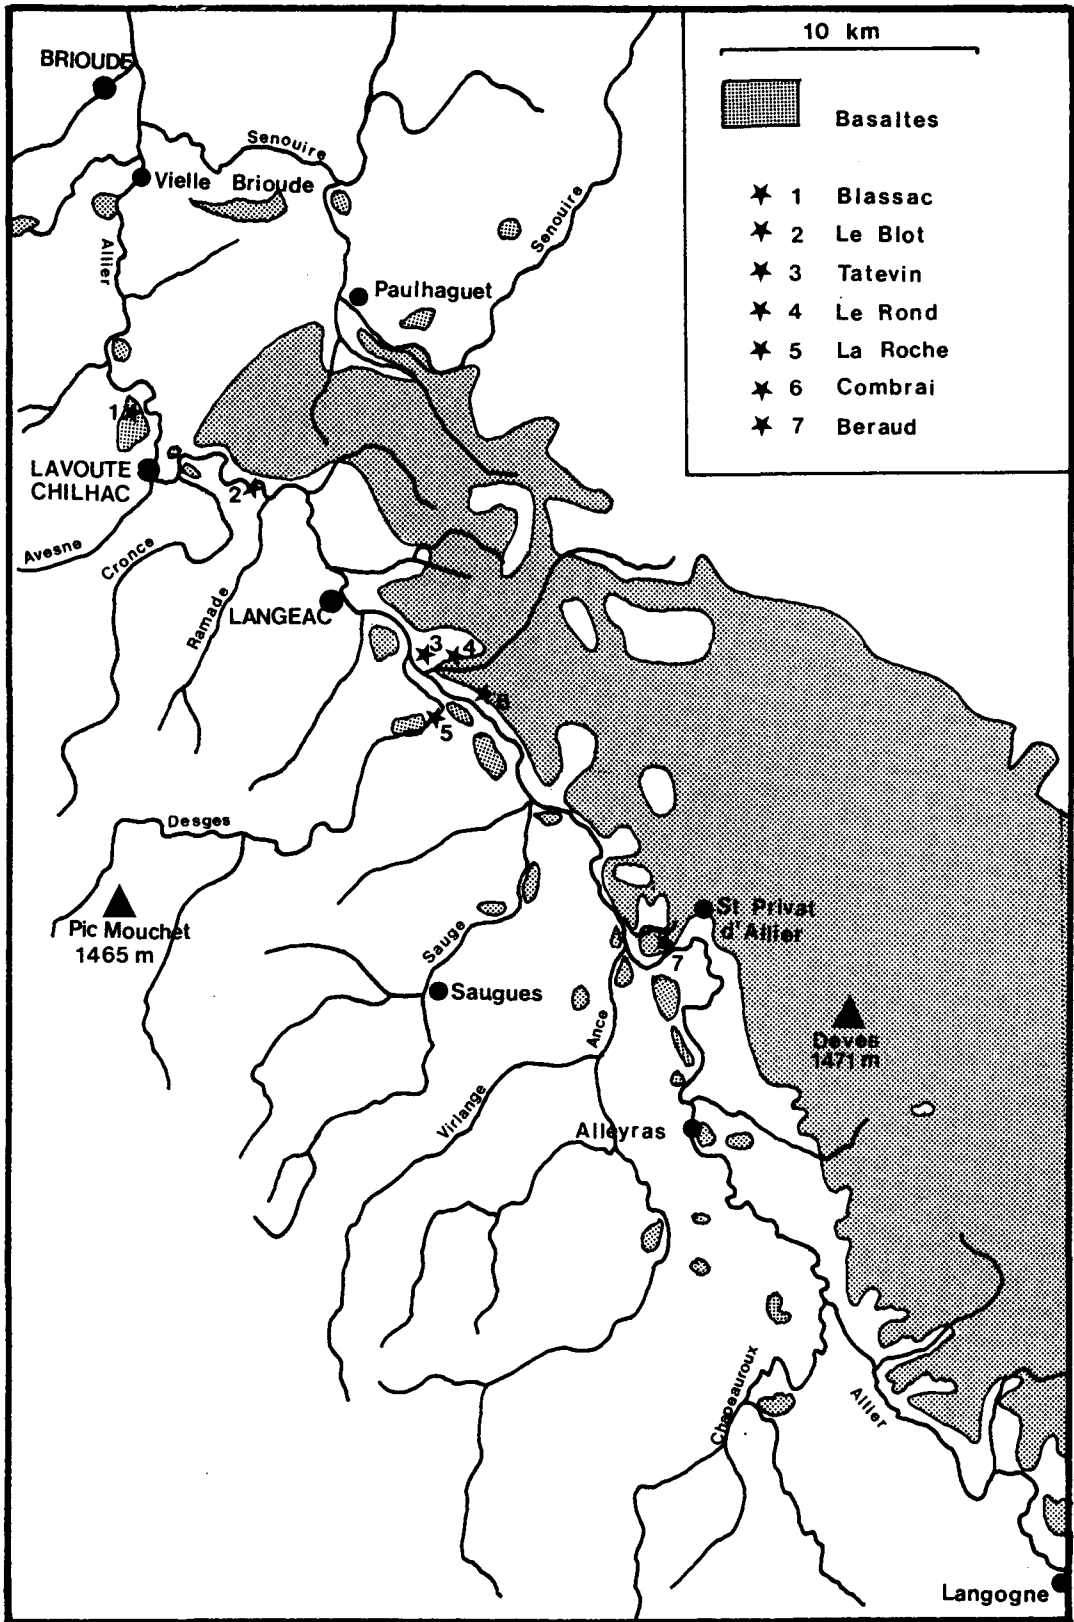 10 km
Basaltes
1 Blassac
2 Le Blot
3 Tatevin
4 Le Rond
5 La Roche
6 Combrai
7 Beraud
BRIOUDE
Senouire
Vielle Brioude
Allier
Senouire
Paulhaguet
1
LAVOUTE
CHILHAC
2
Avesne
Cronce
Ramade
LANGEAC
3
4
6
5
Desges
Pic Mouchet
1465 m
St Privat
d'Allier
7
Sauge
Saugues
Ance
Deves
1471 m
Virlange
Alleyras
Chapeauroux
Allier
Langogne